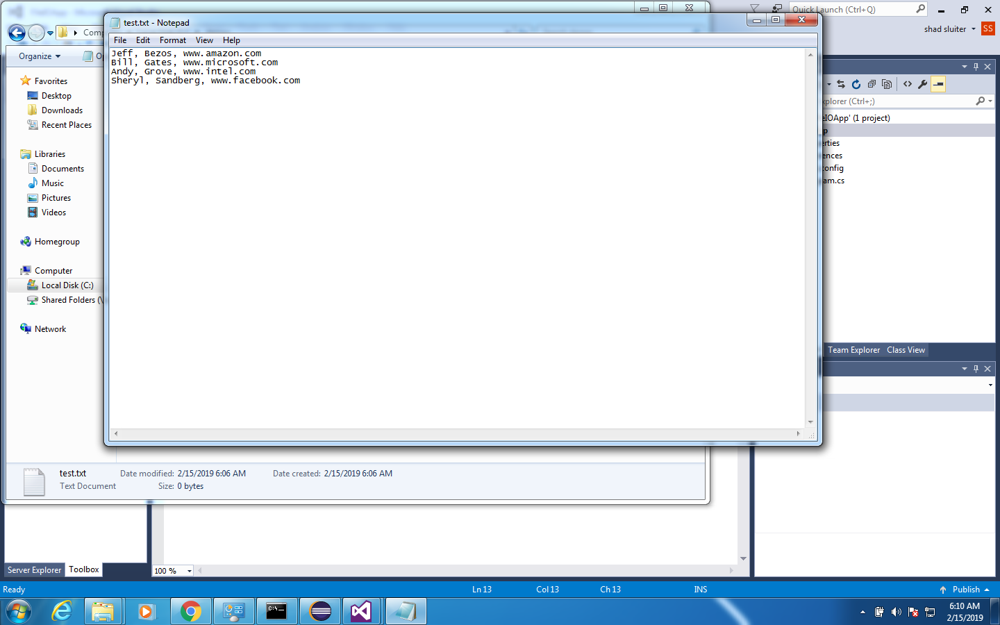 test.txt - Notepad
File Edit Format View Help
Jeff, Bezos, www.amazon.com
Bill, Gates, www.microsoft.com
Andy, Grove, www.intel.com
Sheryl, Sandberg, www.facebook.com
Quick Launch (Ctrl+Q)
shad sluiter
SS
Comp
Organize
Op
Favorites
Desktop
Downloads
Recent Places
Libraries
Documents
Music
Pictures
Videos
Homegroup
Computer
Local Disk (C:)
Shared Folders (\
Network
xplorer (Ctrl+;)
eIOApp' (1 project)
p
erties
ences
config
am.cs
Team Explorer Class View
test.txt
Date modified: 2/15/2019 6:06 AM
Date created: 2/15/2019 6:06 AM
Text Document
Size: 0 bytes
Server Explorer Toolbox
100 %
Ready
Ln 13 Col 13 Ch 13 INS
Publish
C:\
6:10 AM
2/15/2019